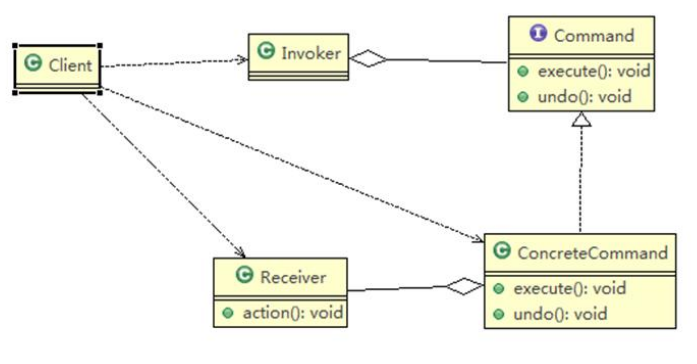 C Client
C Invoker
I Command
execute(): void
undo(): void
C Receiver
action(): void
C ConcreteCommand
execute(): void
undo(): void